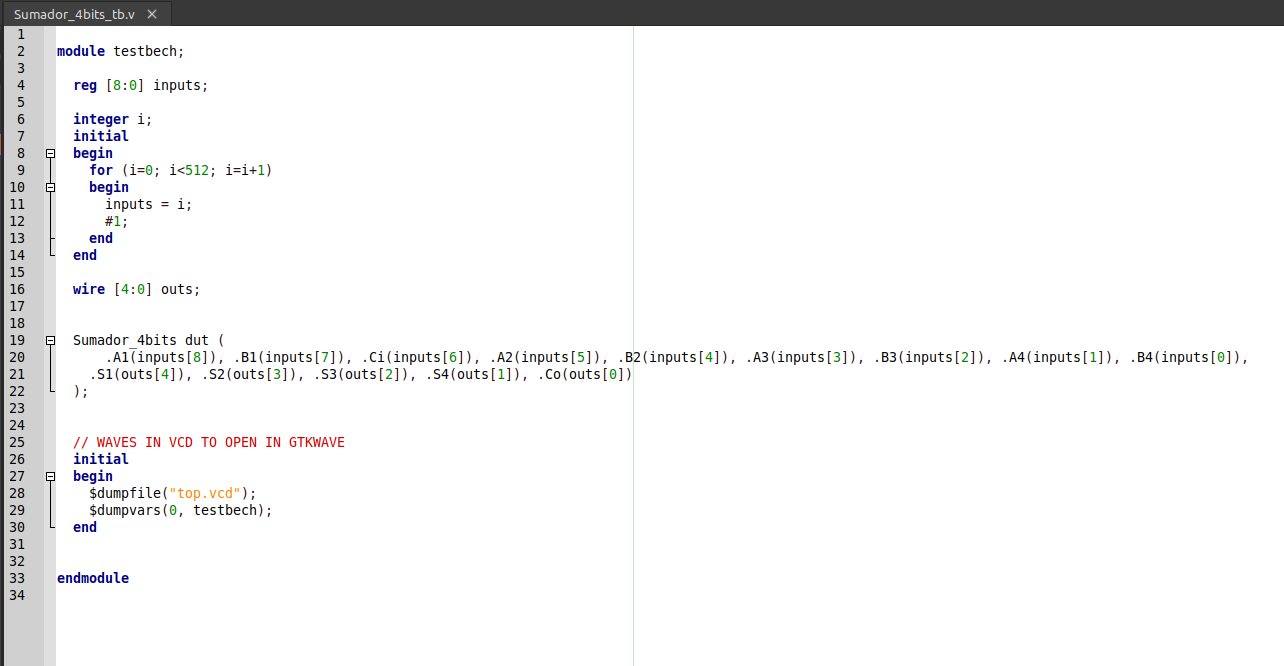 Sumador_4bits_tb.v ✕
1
2 module testbech;
3
4 reg [8:0] inputs;
5
6 integer i;
7 initial
8 begin
9 for (i=0; i<512; i=i+1)
10 begin
11 inputs = i;
12 #1;
13 end
14 end
15
16 wire [4:0] outs;
17
18
19 Sumador_4bits dut (
20 .A1(inputs[8]), .B1(inputs[7]), .Ci(inputs[6]), .A2(inputs[5]), .B2(inputs[4]), .A3(inputs[3]), .B3(inputs[2]), .A4(inputs[1]), .B4(inputs[0]),
21 .S1(outs[4]), .S2(outs[3]), .S3(outs[2]), .S4(outs[1]), .Co(outs[0])
22 );
23
24
25 // WAVES IN VCD TO OPEN IN GTKWAVE
26 initial
27 begin
28 $dumpfile("top.vcd");
29 $dumpvars(0, testbech);
30 end
31
32
33 endmodule
34